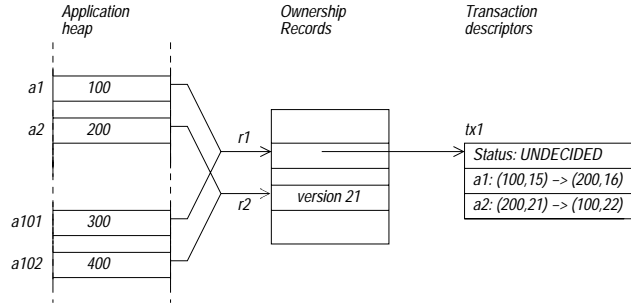 Application heap
Ownership Records
Transaction descriptors
a1 100
a2 200
a101 300
a102 400
r1
r2
version 21
tx1
Status: UNDECIDED
a1: (100,15) −> (200,16)
a2: (200,21) −> (100,22)